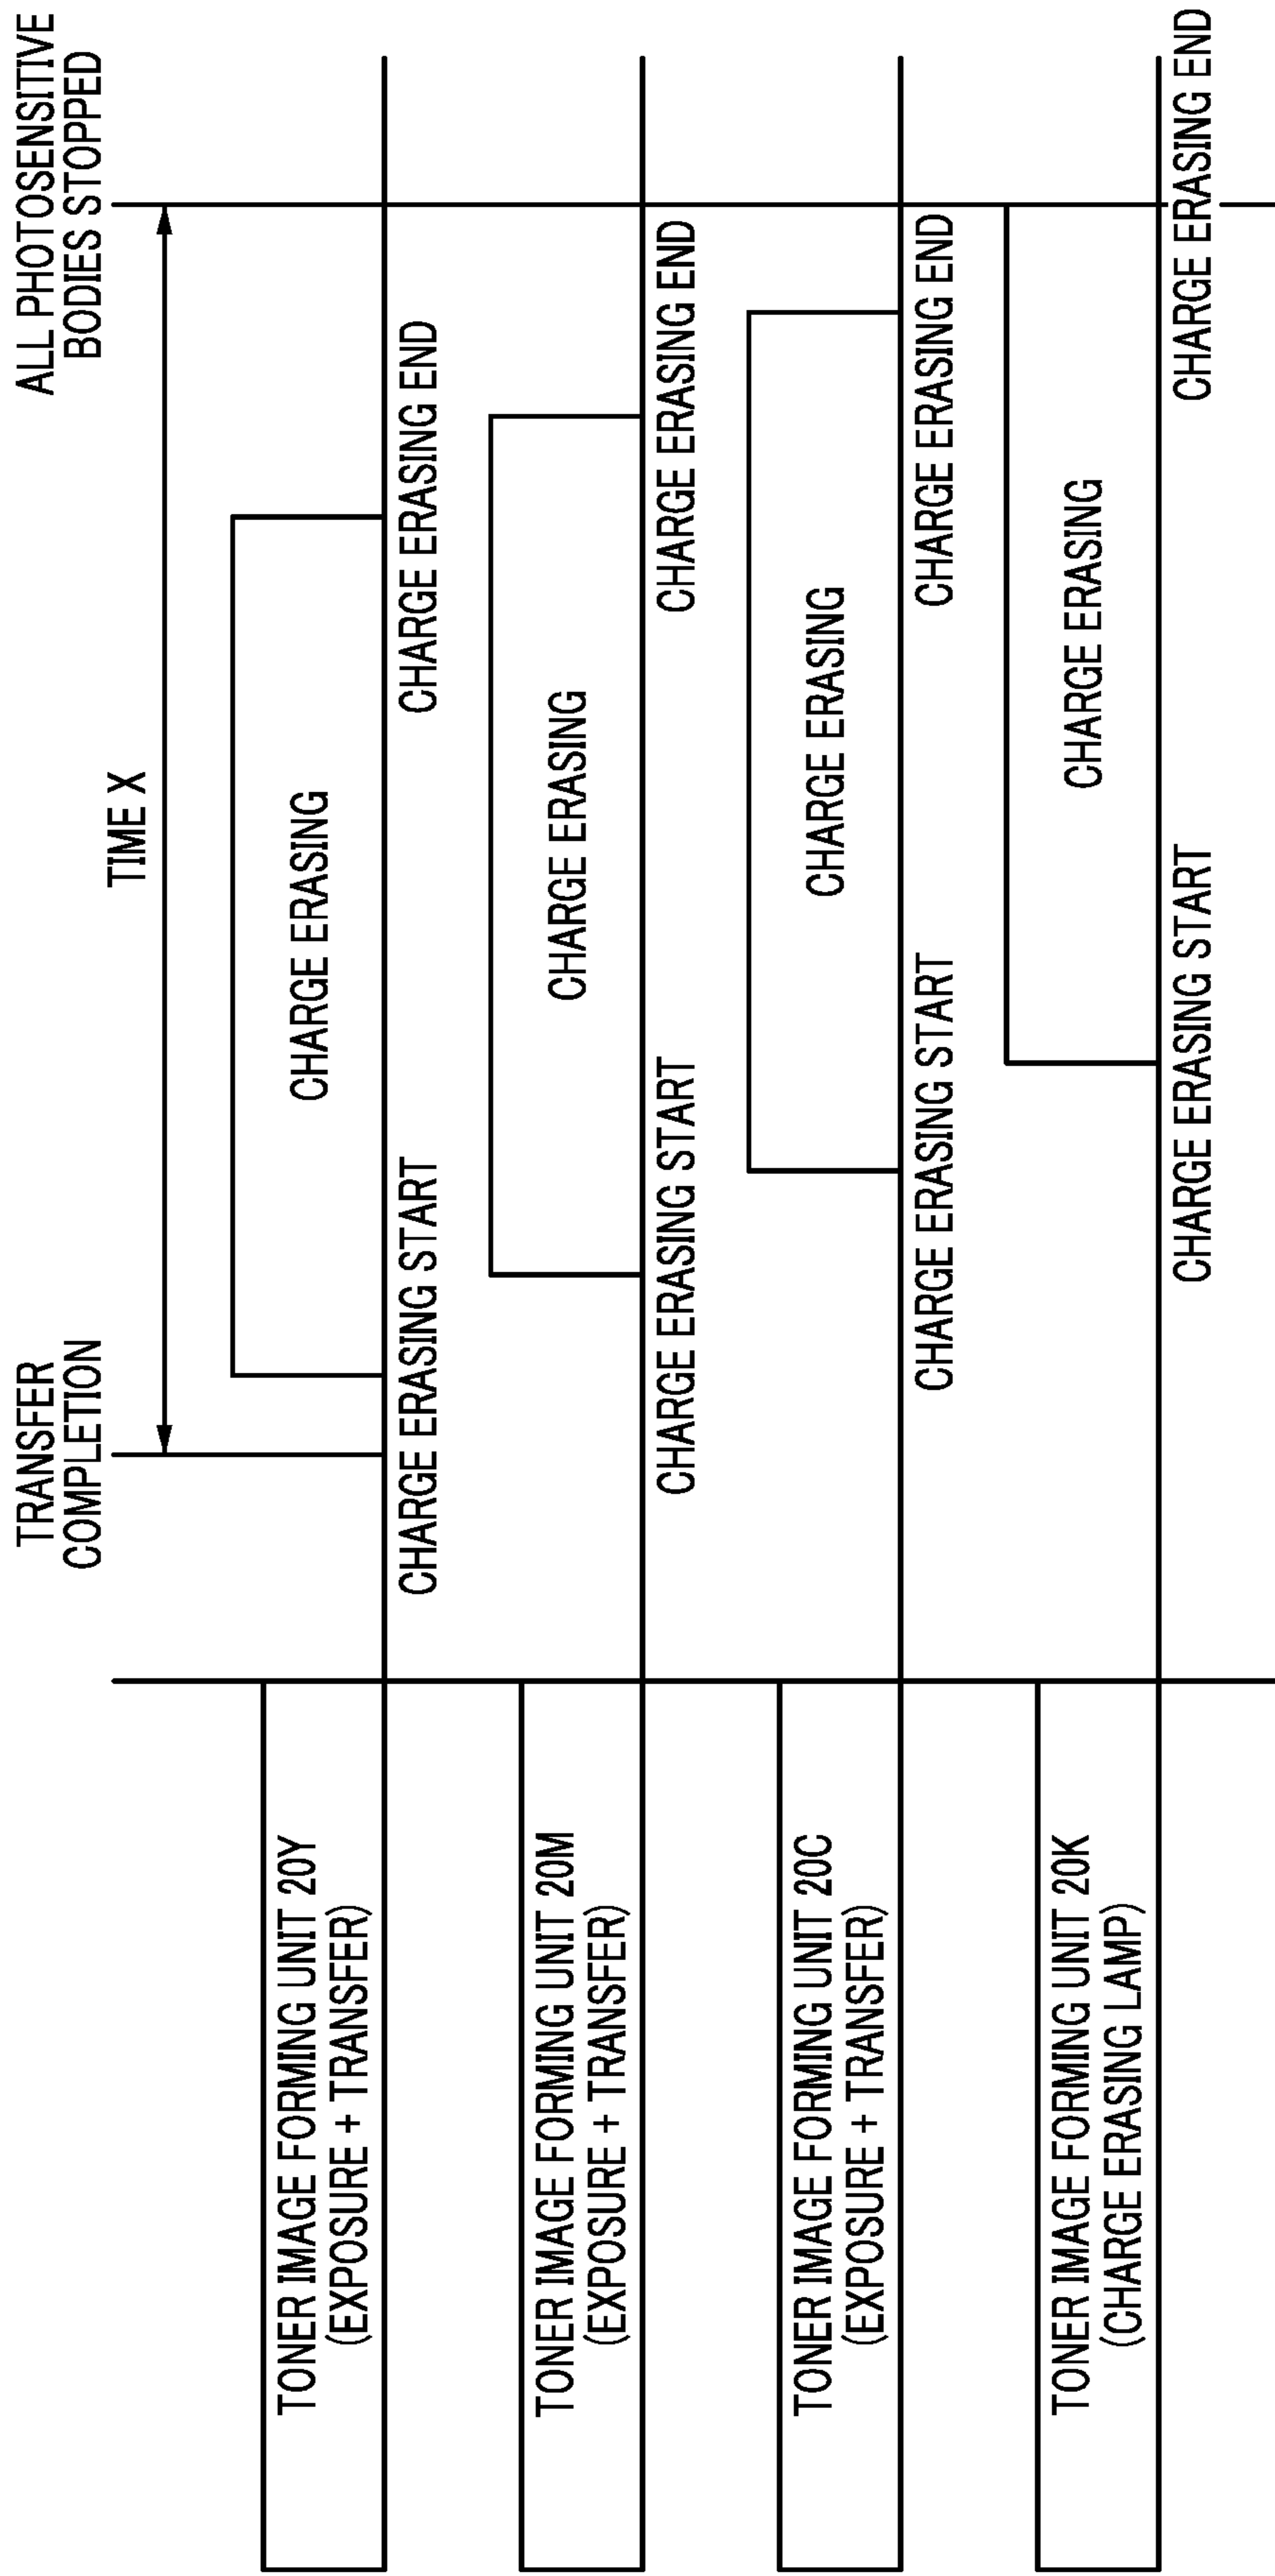 TRANSFER
COMPLETION
ALL PHOTOSENSITIVE
BODIES STOPPED
TIME X
TONER IMAGE FORMING UNIT 20Y
(EXPOSURE + TRANSFER)
CHARGE ERASING
CHARGE ERASING START
CHARGE ERASING END
TONER IMAGE FORMING UNIT 20M
(EXPOSURE + TRANSFER)
CHARGE ERASING
CHARGE ERASING START
CHARGE ERASING END
TONER IMAGE FORMING UNIT 20C
(EXPOSURE + TRANSFER)
CHARGE ERASING
CHARGE ERASING START
CHARGE ERASING END
TONER IMAGE FORMING UNIT 20K
(CHARGE ERASING LAMP)
CHARGE ERASING
CHARGE ERASING START
CHARGE ERASING END